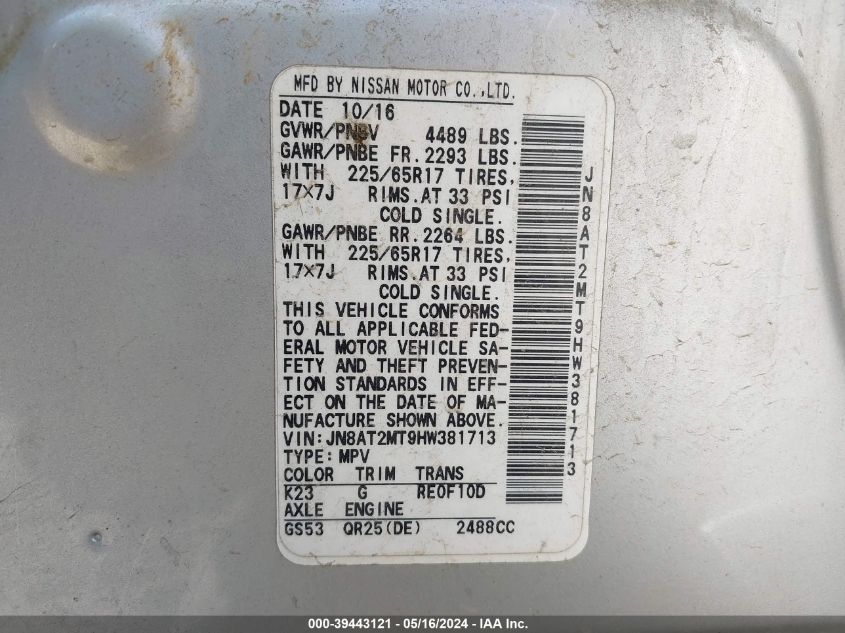 MFD BY NISSAN MOTOR CO.,LTD.
DATE 10/16
GVWR/PNBV 4489 LBS.
GAWR/PNBE FR. 2293 LBS.
WITH 225/65R17 TIRES,
17X7J RIMS.AT 33 PSI
COLD SINGLE.
GAWR/PNBE RR. 2264 LBS.
WITH 225/65R17 TIRES,
17X7J RIMS.AT 33 PSI
COLD SINGLE.
THIS VEHICLE CONFORMS
TO ALL APPLICABLE FED-
ERAL MOTOR VEHICLE SA-
FETY AND THEFT PREVEN-
TION STANDARDS IN EFF-
ECT ON THE DATE OF MA-
NUFACTURE SHOWN ABOVE.
VIN:JN8AT2MT9HW381713
TYPE:MPV
COLOR TRIM TRANS
K23 G RE0F10D
AXLE ENGINE
GS53 QR25(DE) 2488CC
JN8AT2MT9HW381713
000-39443121 - 05/16/2024 - IAA Inc.